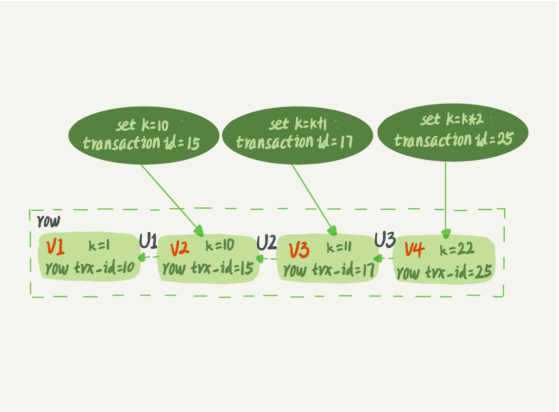 set k=10
transaction id=15
set k=k+1
transaction id=17
set k=k*2
transaction id=25
row
V1 k=1
row trx-id=10
U1
V2 k=10
row trx-id=15
U2
V3 k=11
row trx-id=17
U3
V4 k=22
row trx-id=25